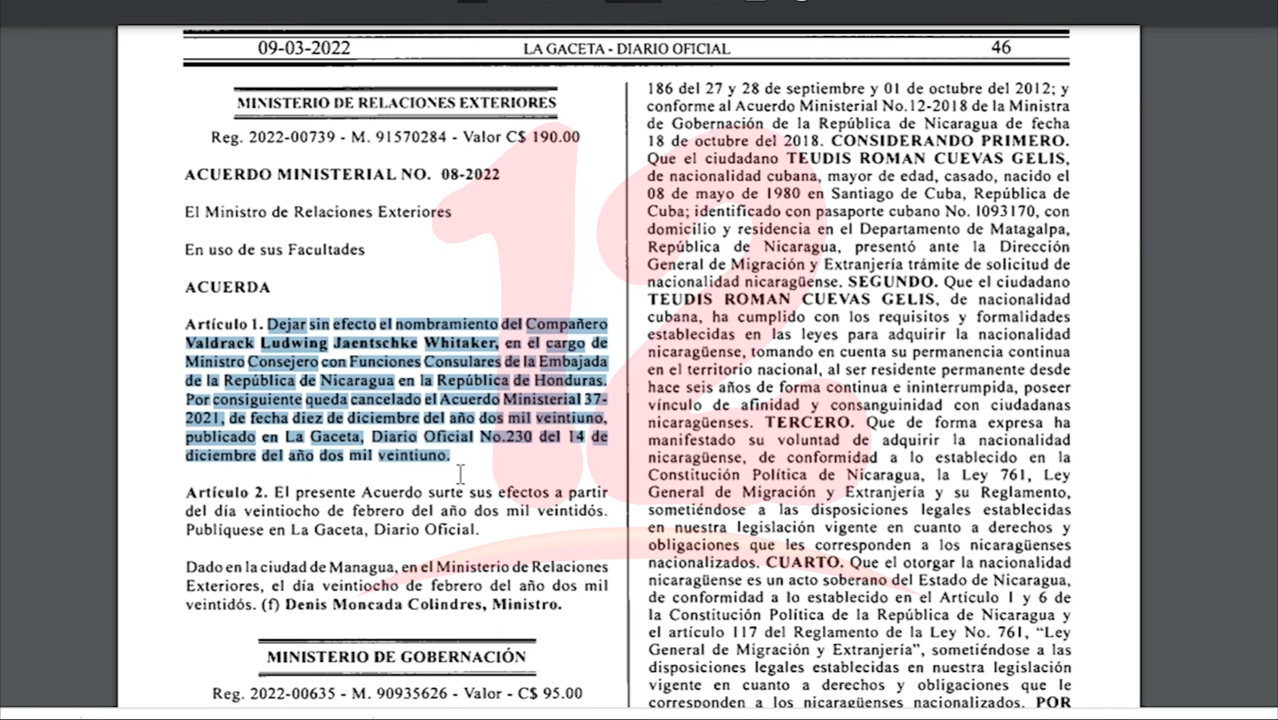 09-03-2022 LA GACETA - DIARIO OFICIAL 46
MINISTERIO DE RELACIONES EXTERIORES
Reg. 2022-00739 - M. 91570284 - Valor C$ 190.00
ACUERDO MINISTERIAL NO. 08-2022
El Ministro de Relaciones Exteriores
En uso de sus Facultades
ACUERDA
Artículo 1. Dejar sin efecto el nombramiento del Compañero
Valdrack Ludwing Jaentschke Whitaker, en el cargo de
Ministro Consejero con Funciones Consulares de la Embajada
de la República de Nicaragua en la República de Honduras.
Por consiguiente queda cancelado el Acuerdo Ministerial 37-
2021, de fecha diez de diciembre del año dos mil veintiuno,
publicado en La Gaceta, Diario Oficial No.230 del 14 de
diciembre del año dos mil veintiuno.
Artículo 2. El presente Acuerdo surte sus efectos a partir
del día veintiocho de febrero del año dos mil veintidós.
Publíquese en La Gaceta, Diario Oficial.
Dado en la ciudad de Managua, en el Ministerio de Relaciones
Exteriores, el día veintiocho de febrero del año dos mil
veintidós. (f) Denis Moncada Colindres, Ministro.
MINISTERIO DE GOBERNACIÓN
Reg. 2022-00635 - M. 90935626 - Valor - C$ 95.00
186 del 27 y 28 de septiembre y 01 de octubre del 2012; y
conforme al Acuerdo Ministerial No.12-2018 de la Ministra
de Gobernación de la República de Nicaragua de fecha
18 de octubre del 2018. CONSIDERANDO PRIMERO.
Que el ciudadano TEUDIS ROMAN CUEVAS GELIS,
de nacionalidad cubana, mayor de edad, casado, nacido el
08 de mayo de 1980 en Santiago de Cuba, República de
Cuba; identificado con pasaporte cubano No. I093170, con
domicilio y residencia en el Departamento de Matagalpa,
República de Nicaragua, presentó ante la Dirección
General de Migración y Extranjería trámite de solicitud de
nacionalidad nicaragüense. SEGUNDO. Que el ciudadano
TEUDIS ROMAN CUEVAS GELIS, de nacionalidad
cubana, ha cumplido con los requisitos y formalidades
establecidas en las leyes para adquirir la nacionalidad
nicaragüense, tomando en cuenta su permanencia continua
en el territorio nacional, al ser residente permanente desde
hace seis años de forma continua e ininterrumpida, poseer
vínculo de afinidad y consanguinidad con ciudadanas
nicaragüenses. TERCERO. Que de forma expresa ha
manifestado su voluntad de adquirir la nacionalidad
nicaragüense, de conformidad a lo establecido en la
Constitución Política de Nicaragua, la Ley 761, Ley
General de Migración y Extranjería y su Reglamento,
sometiéndose a las disposiciones legales establecidas
en nuestra legislación vigente en cuanto a derechos y
obligaciones que les corresponden a los nicaragüenses
nacionalizados. CUARTO. Que el otorgar la nacionalidad
nicaragüense es un acto soberano del Estado de Nicaragua,
de conformidad a lo establecido en el Artículo 1 y 6 de
la Constitución Política de la República de Nicaragua y
el artículo 117 del Reglamento de la Ley No. 761, “Ley
General de Migración y Extranjería”, sometiéndose a las
disposiciones legales establecidas en nuestra legislación
vigente en cuanto a derechos y obligaciones que le
corresponden a los nicaragüenses nacionalizados. POR
12